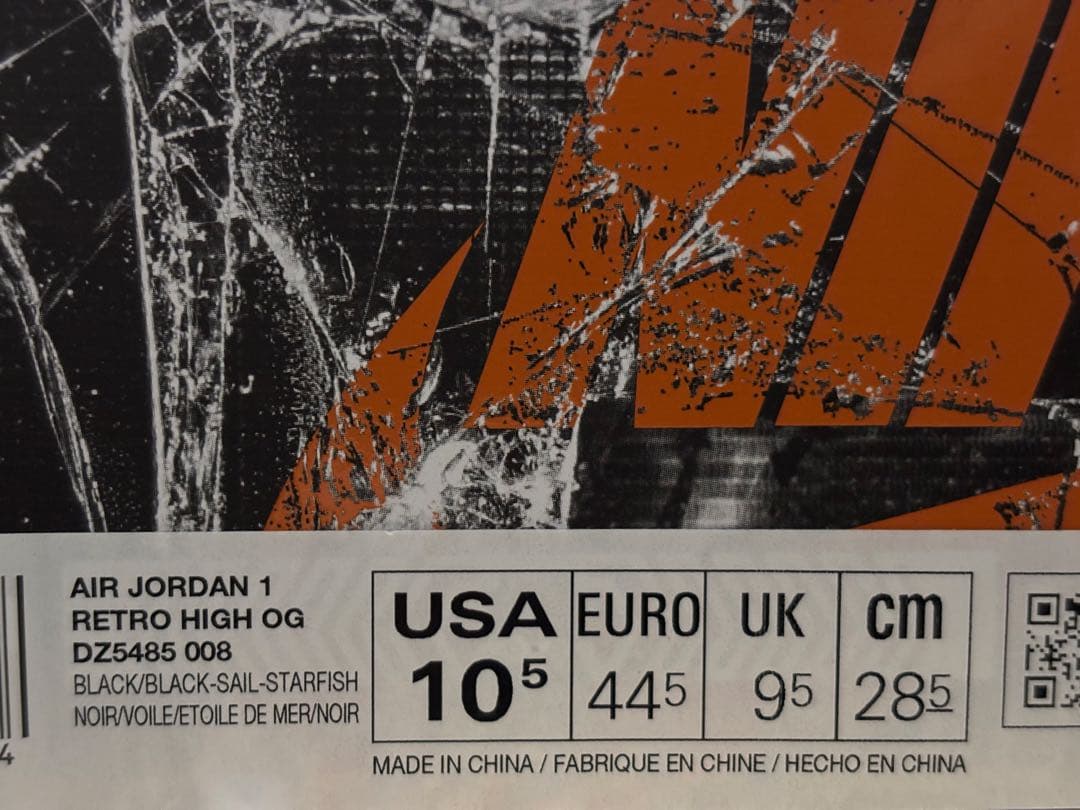 AIR JORDAN 1
RETRO HIGH OG
DZ5485 008
BLACK/BLACK-SAIL-STARFISH
NOIR/VOILE/ETOILE DE MER/NOIR
USA EURO UK cm
10⁵ 44⁵ 9⁵ 28⁵
MADE IN CHINA / FABRIQUE EN CHINE / HECHO EN CHINA
4